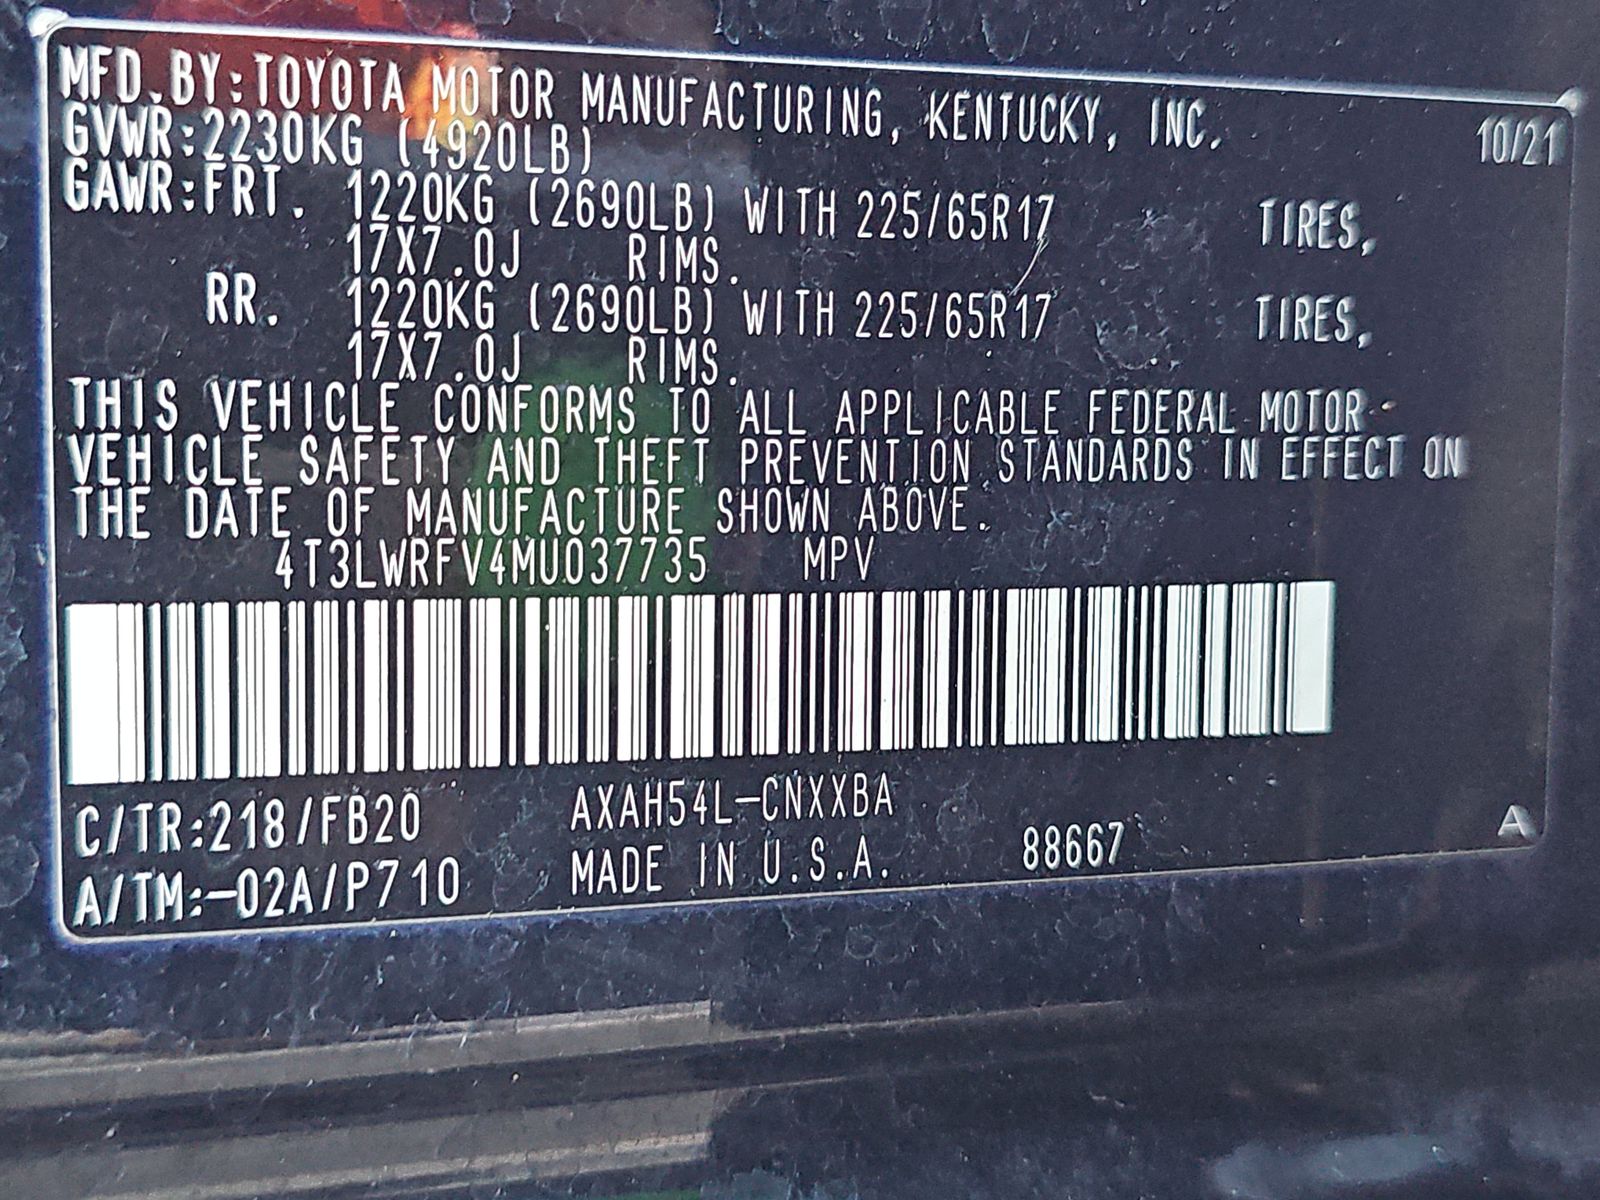 MFD.BY:TOYOTA MOTOR MANUFACTURING, KENTUCKY, INC. 10/21
GVWR:2230KG (4920LB)
GAWR:FRT. 1220KG (2690LB) WITH 225/65R17 TIRES,
17X7.0J RIMS.
RR. 1220KG (2690LB) WITH 225/65R17 TIRES,
17X7.0J RIMS.
THIS VEHICLE CONFORMS TO ALL APPLICABLE FEDERAL MOTOR
VEHICLE SAFETY AND THEFT PREVENTION STANDARDS IN EFFECT ON
THE DATE OF MANUFACTURE SHOWN ABOVE.
4T3LWRFV4MU037735 MPV
C/TR:218/FB20 AXAH54L-CNXXBA
A/TM:-02A/P710 MADE IN U.S.A. 88667 A